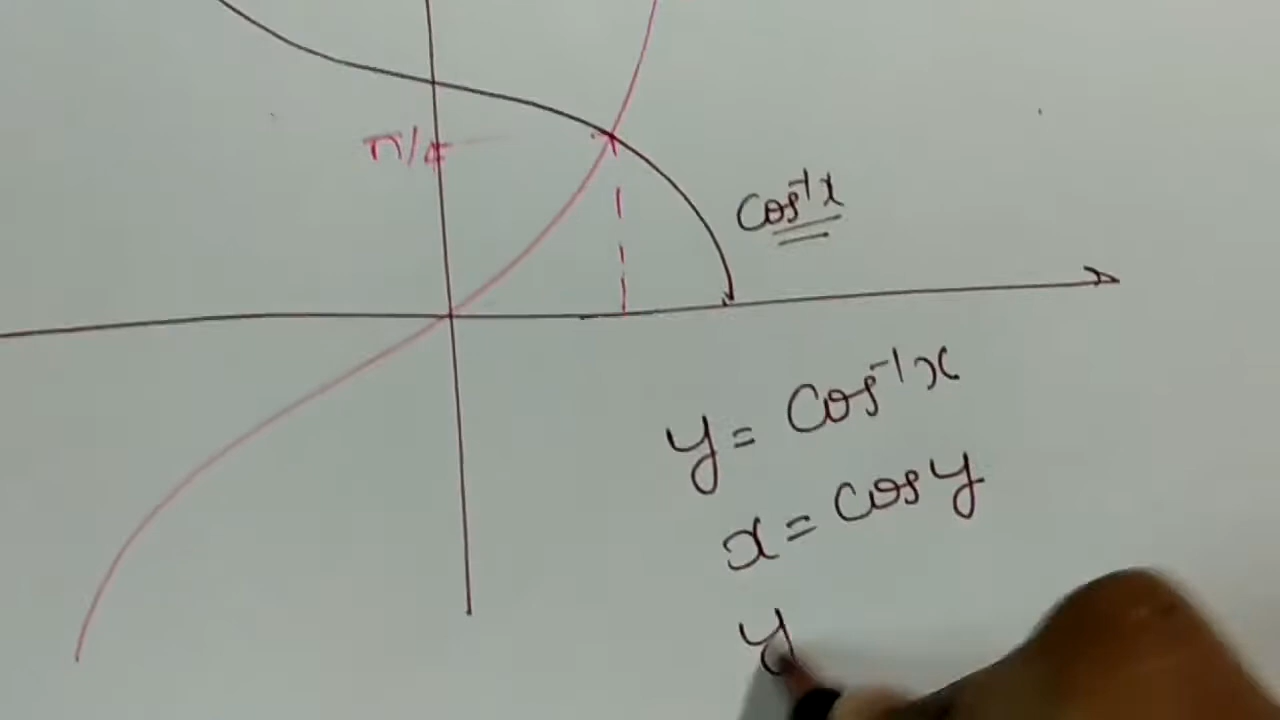 π/4
cos⁻¹x
y = cos⁻¹x
x = cos y
y